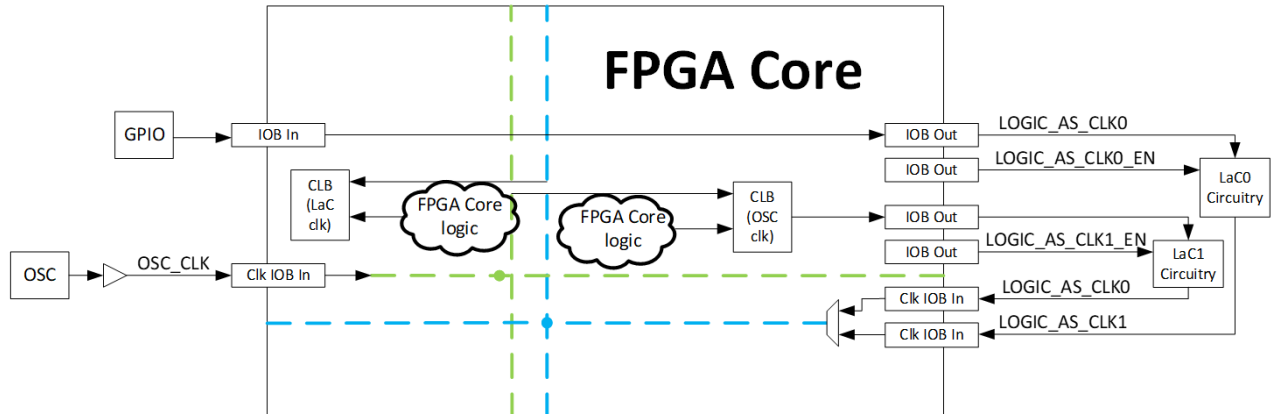 FPGA Core
GPIO
IOB In
IOB Out
LOGIC_AS_CLK0
IOB Out
LOGIC_AS_CLK0_EN
LaC0
Circuitry
CLB
(LaC
clk)
FPGA Core
logic
FPGA Core
logic
CLB
(OSC
clk)
IOB Out
IOB Out
LOGIC_AS_CLK1_EN
LaC1
Circuitry
OSC
OSC_CLK
Clk IOB In
Clk IOB In
LOGIC_AS_CLK0
Clk IOB In
LOGIC_AS_CLK1